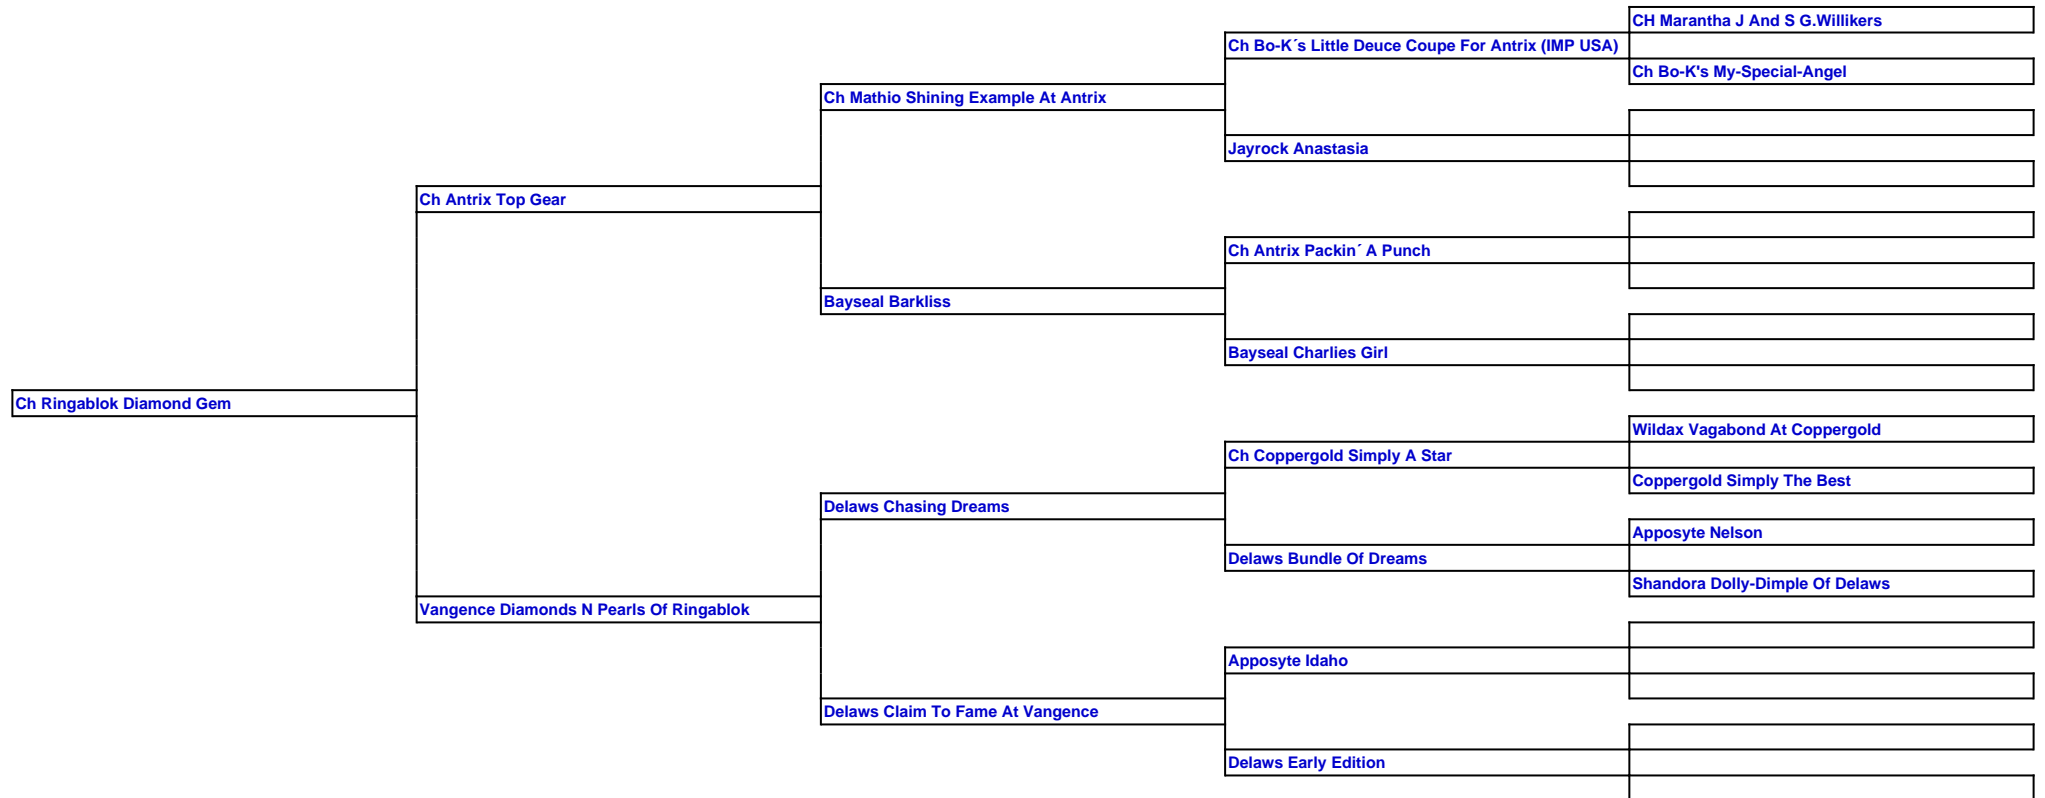 CH Marantha J And S G.Willikers
Ch Bo-K´s Little Deuce Coupe For Antrix (IMP USA)
Ch Bo-K's My-Special-Angel
Ch Mathio Shining Example At Antrix
Jayrock Anastasia
Ch Antrix Top Gear
Ch Antrix Packin´ A Punch
Bayseal Barkliss
Bayseal Charlies Girl
Ch Ringablok Diamond Gem
Wildax Vagabond At Coppergold
Ch Coppergold Simply A Star
Coppergold Simply The Best
Delaws Chasing Dreams
Apposyte Nelson
Delaws Bundle Of Dreams
Shandora Dolly-Dimple Of Delaws
Vangence Diamonds N Pearls Of Ringablok
Apposyte Idaho
Delaws Claim To Fame At Vangence
Delaws Early Edition